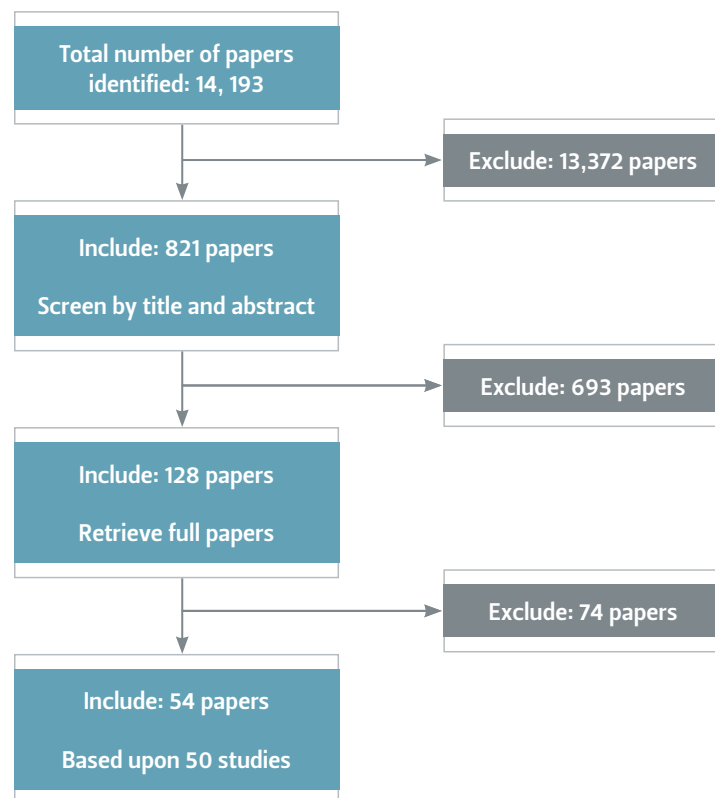 Total number of papers
identified: 14, 193
Exclude: 13,372 papers
Include: 821 papers
Screen by title and abstract
Exclude: 693 papers
Include: 128 papers
Retrieve full papers
Exclude: 74 papers
Include: 54 papers
Based upon 50 studies